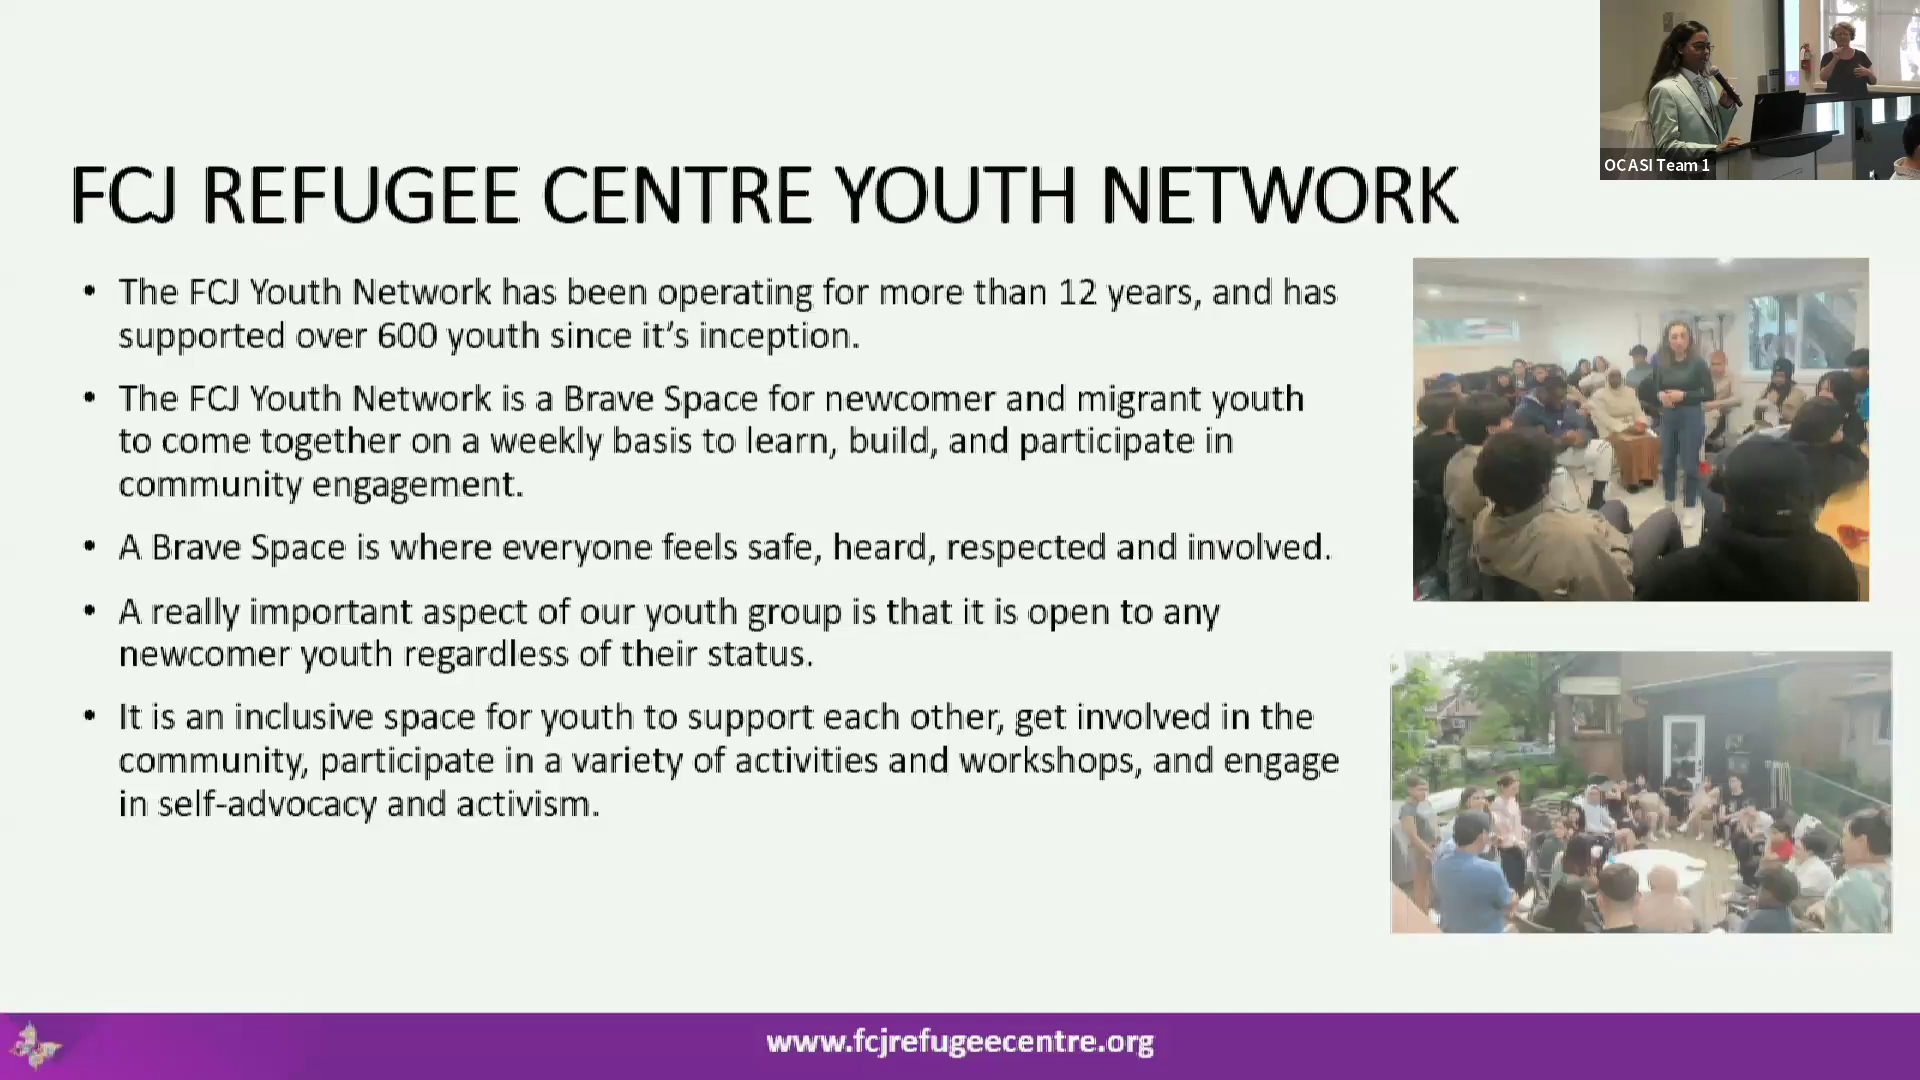 OCASI Team 1
FCJ REFUGEE CENTRE YOUTH NETWORK
• The FCJ Youth Network has been operating for more than 12 years, and has
supported over 600 youth since it's inception.
• The FCJ Youth Network is a Brave Space for newcomer and migrant youth
to come together on a weekly basis to learn, build, and participate in
community engagement.
• A Brave Space is where everyone feels safe, heard, respected and involved.
• A really important aspect of our youth group is that it is open to any
newcomer youth regardless of their status.
• It is an inclusive space for youth to support each other, get involved in the
community, participate in a variety of activities and workshops, and engage
in self-advocacy and activism.
www.fcjrefugeecentre.org